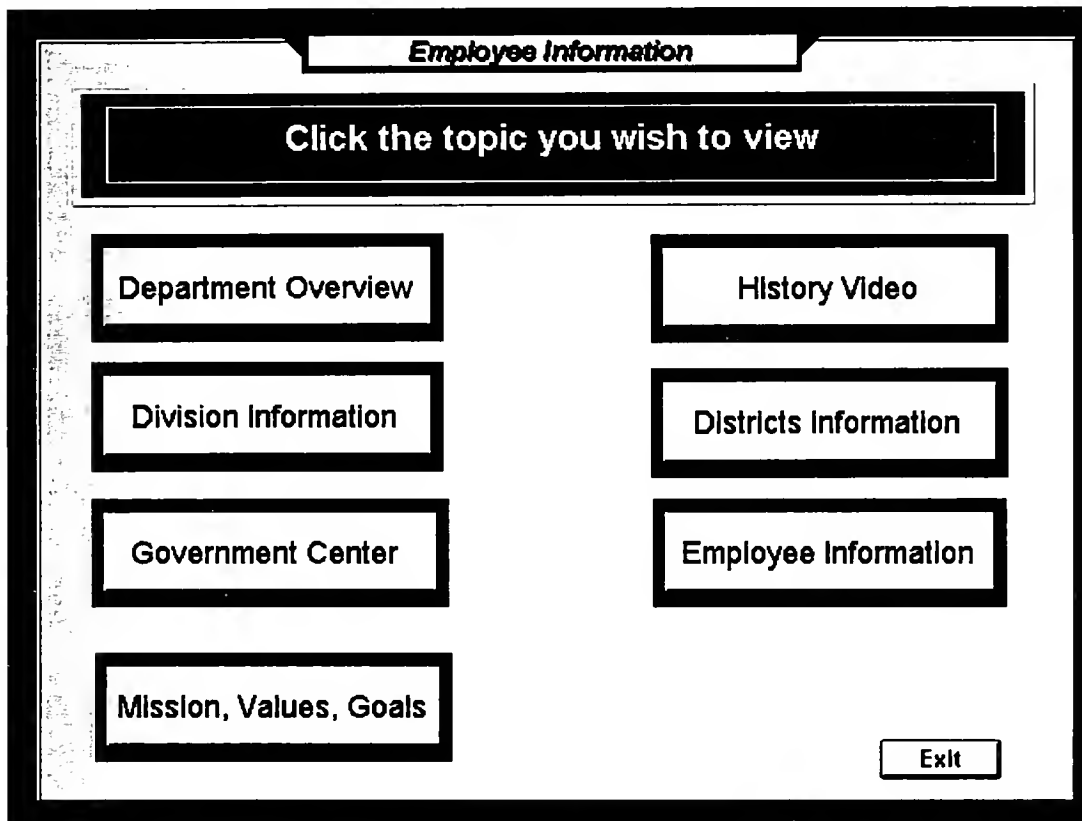 Employee Information
Click the topic you wish to view
Department Overview
History Video
Division Information
Districts Information
Government Center
Employee Information
Mission, Values, Goals
Exit